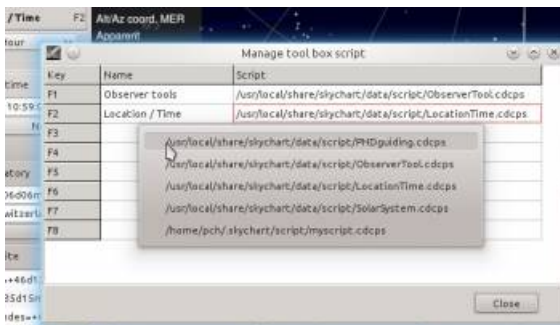 /Time F2
Alt/Az coord. MER
Apparent
Manage tool box script
Key Name Script
F1 Observer tools /usr/local/share/skychart/data/script/ObserverTool.cdcps
F2 Location / Time /usr/local/share/skychart/data/script/LocationTime.cdcps
F3
F4
F5
F6
F7
F8
/usr/local/share/skychart/data/script/PHDguiding.cdcps
/usr/local/share/skychart/data/script/ObserverTool.cdcps
/usr/local/share/skychart/data/script/LocationTime.cdcps
/usr/local/share/skychart/data/script/SolarSystem.cdcps
/home/pch/.skychart/script/myscript.cdcps
Close